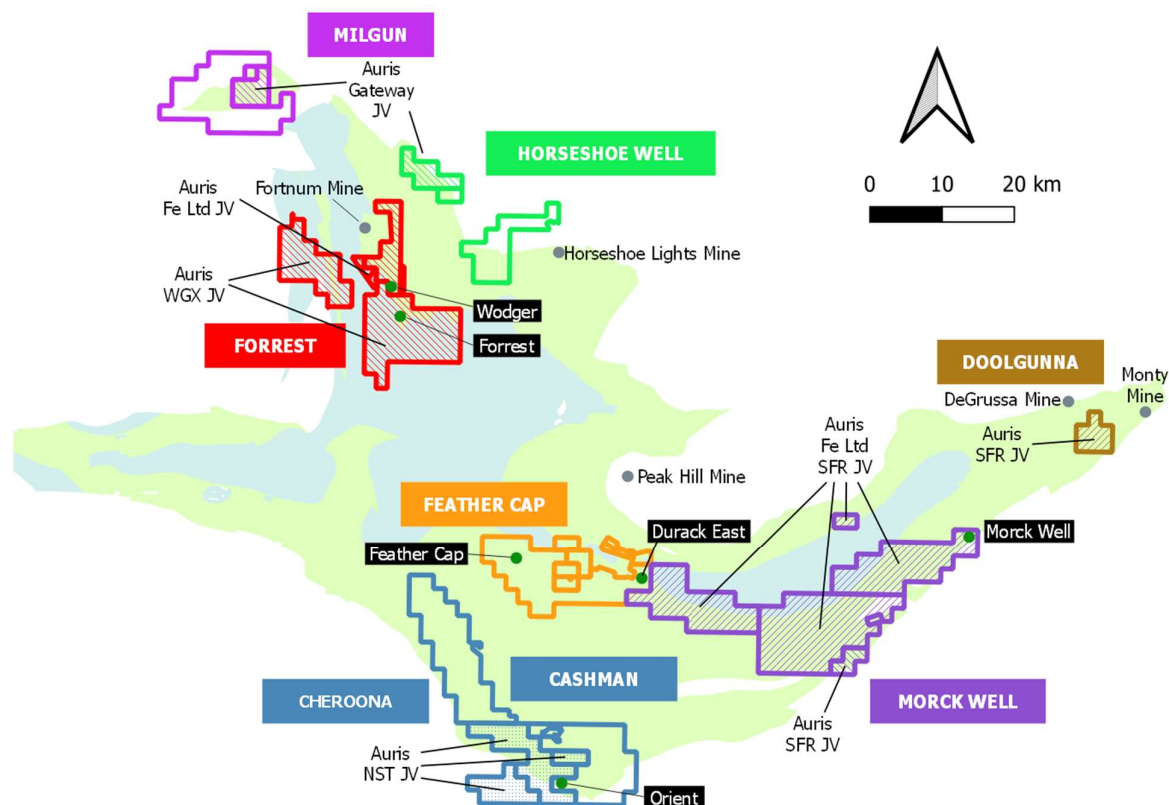 MILGUN
Auris
Gateway
JV
HORSESHOE WELL
0 10 20 km
Auris
Fe Ltd JV
Fortnum Mine
Horseshoe Lights Mine
Auris
WGX JV
Wodger
FORREST
Forrest
DOOLGUNNA
Monty
Mine
DeGrussa Mine
Auris
SFR JV
Auris
Fe Ltd
SFR JV
Peak Hill Mine
FEATHER CAP
Durack East
Morck Well
Feather Cap
CASHMAN
CHEROONA
MORCK WELL
Auris
SFR JV
Auris
NST JV
Orient